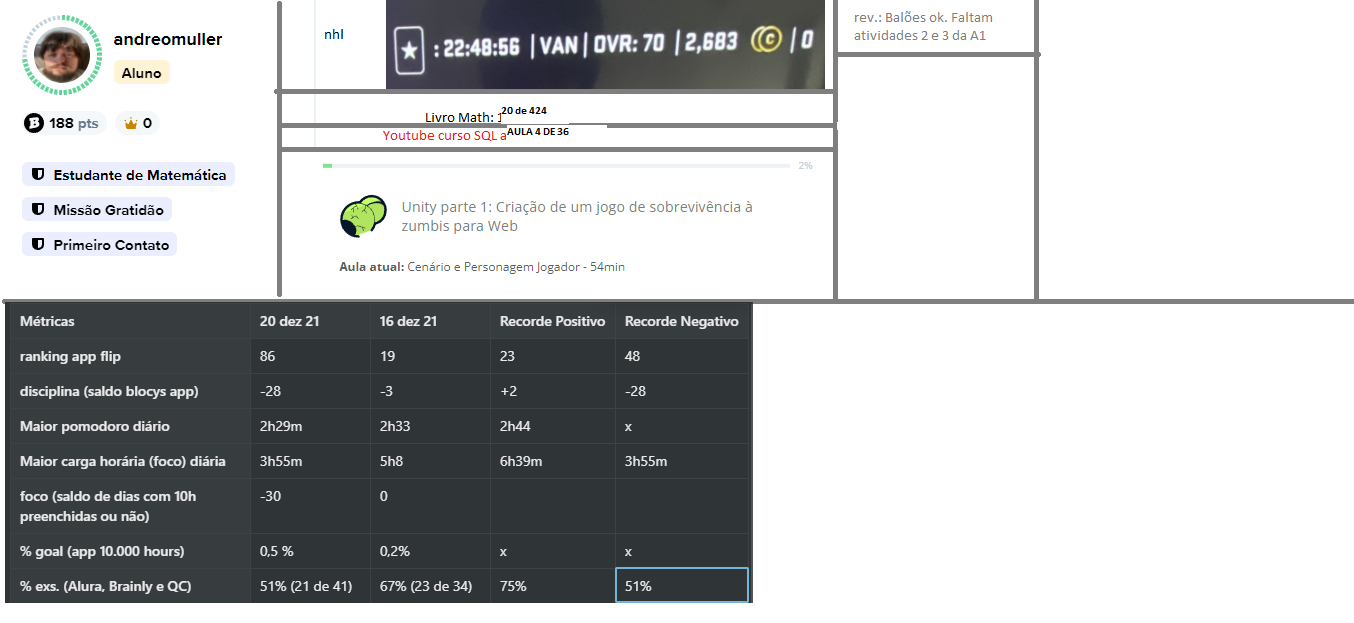 andreomuller
Aluno
188 pts
0
Estudante de Matemática
Missão Gratidão
Primeiro Contato
nhl
: 22:48:56 | VAN | OVR: 70 | 2,683 C | 0
Livro Math: 20 de 424
Youtube curso SQL a AULA 4 DE 36
2%
Unity parte 1: Criação de um jogo de sobrevivência à
zumbis para Web
Aula atual: Cenário e Personagem Jogador - 54min
rev.: Balões ok. Faltam
atividades 2 e 3 da A1
Métricas 20 dez 21 16 dez 21 Recorde Positivo Recorde Negativo
ranking app flip 86 19 23 48
disciplina (saldo blocys app) -28 -3 +2 -28
Maior pomodoro diário 2h29m 2h33 2h44 x
Maior carga horária (foco) diária 3h55m 5h8 6h39m 3h55m
foco (saldo de dias com 10h
preenchidas ou não) -30 0
% goal (app 10.000 hours) 0,5 % 0,2% x x
% exs. (Alura, Brainly e QC) 51% (21 de 41) 67% (23 de 34) 75% 51%